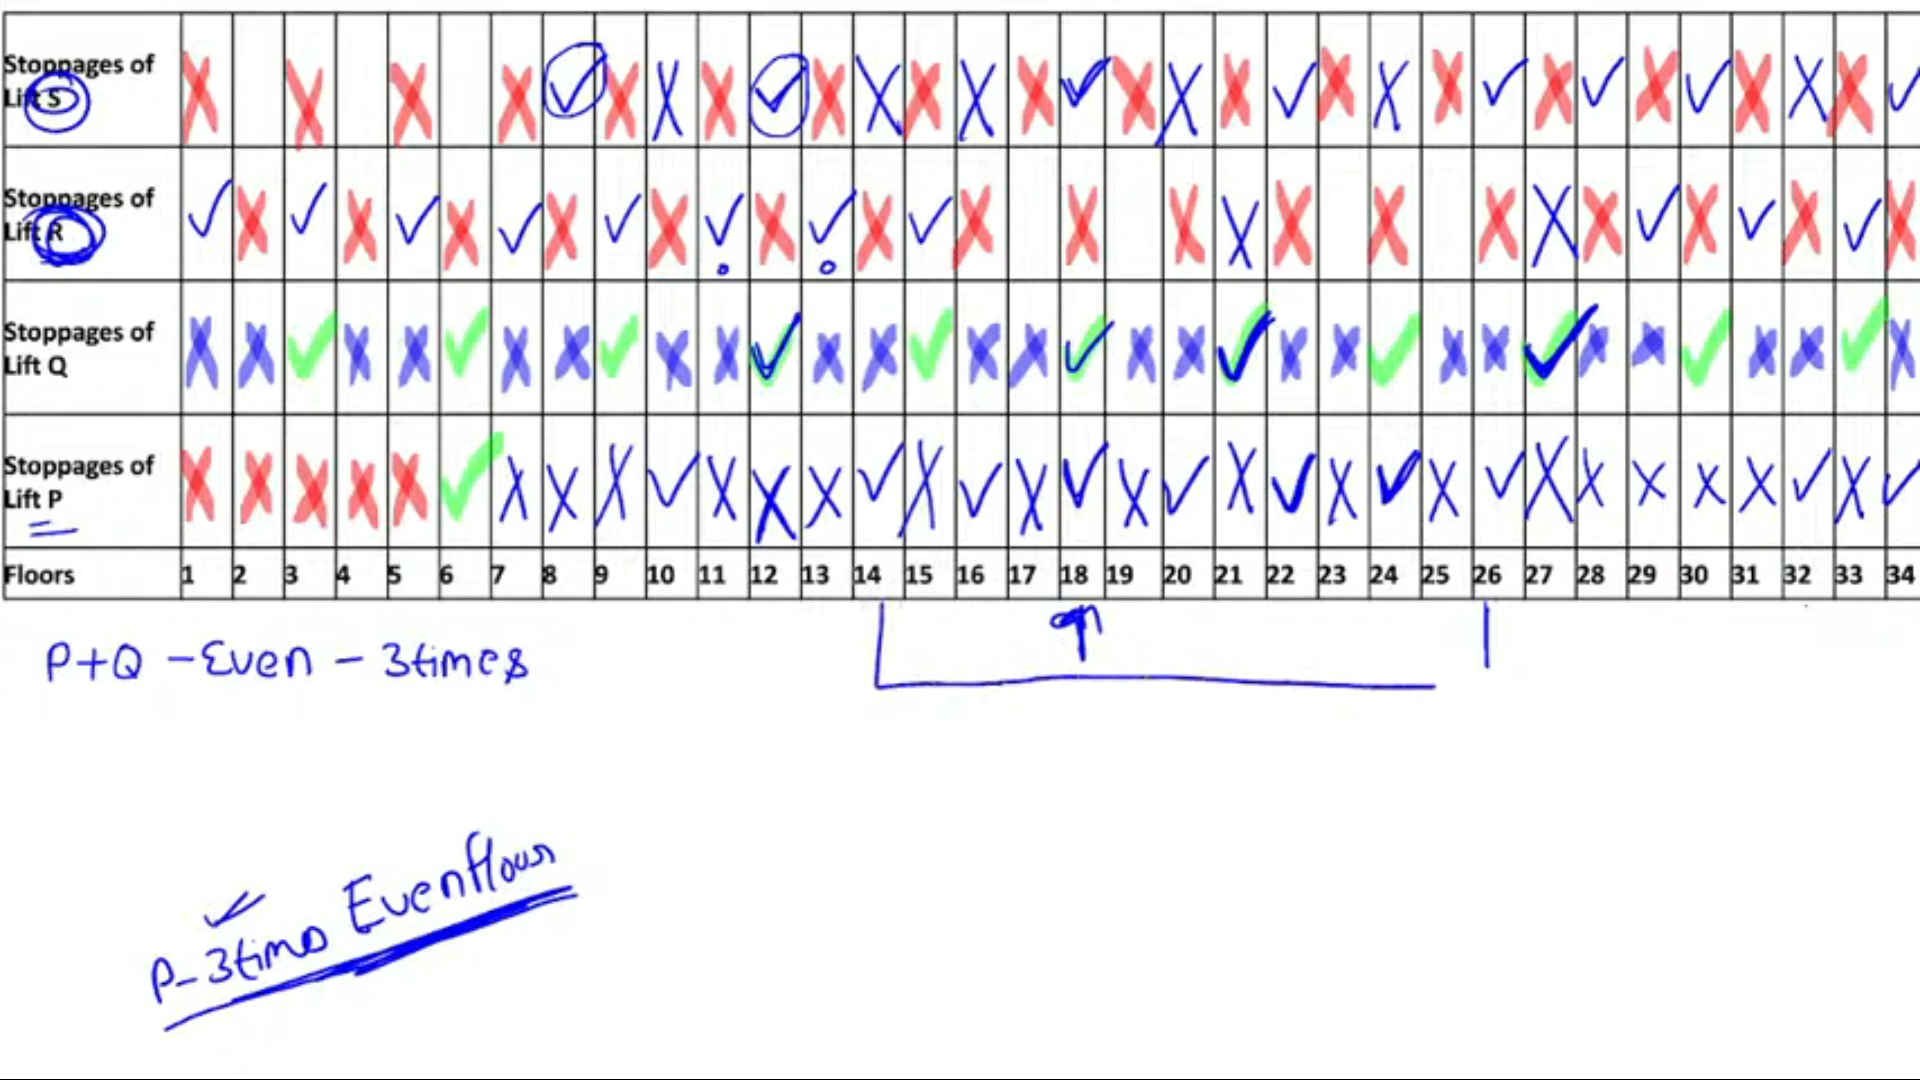 Stoppages of
Lift S
Stoppages of
Lift R
Stoppages of
Lift Q
Stoppages of
Lift P
Floors 1 2 3 4 5 6 7 8 9 10 11 12 13 14 15 16 17 18 19 20 21 22 23 24 25 26 27 28 29 30 31 32 33 34
P+Q - Even - 3times
P-3times Evenfloor